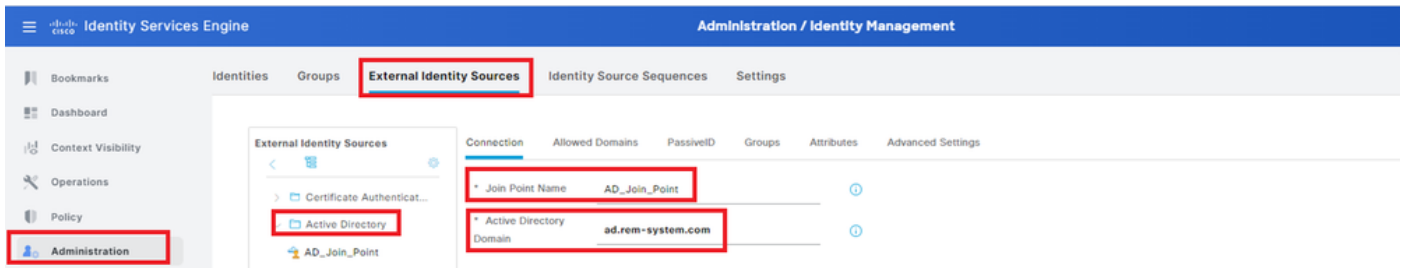 cisco Identity Services Engine
Administration / Identity Management
Bookmarks
Dashboard
Context Visibility
Operations
Policy
Administration
Identities Groups External Identity Sources Identity Source Sequences Settings
External Identity Sources
Certificate Authenticat...
Active Directory
AD_Join_Point
Connection Allowed Domains PassiveID Groups Attributes Advanced Settings
* Join Point Name AD_Join_Point
* Active Directory
Domain ad.rem-system.com